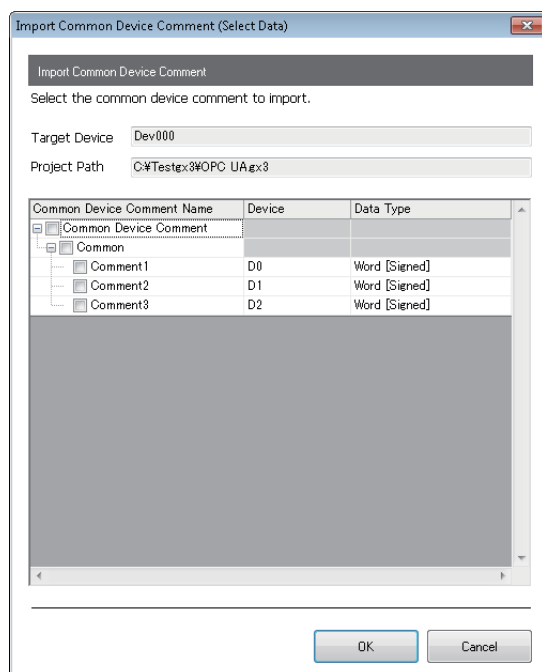 Import Common Device Comment (Select Data)
Import Common Device Comment
Select the common device comment to import.
Target Device Dev000
Project Path C:¥Testgx3¥OPC UA.gx3
Common Device Comment Name Device Data Type
Common Device Comment
Common
Comment1 D0 Word [Signed]
Comment2 D1 Word [Signed]
Comment3 D2 Word [Signed]
OK Cancel